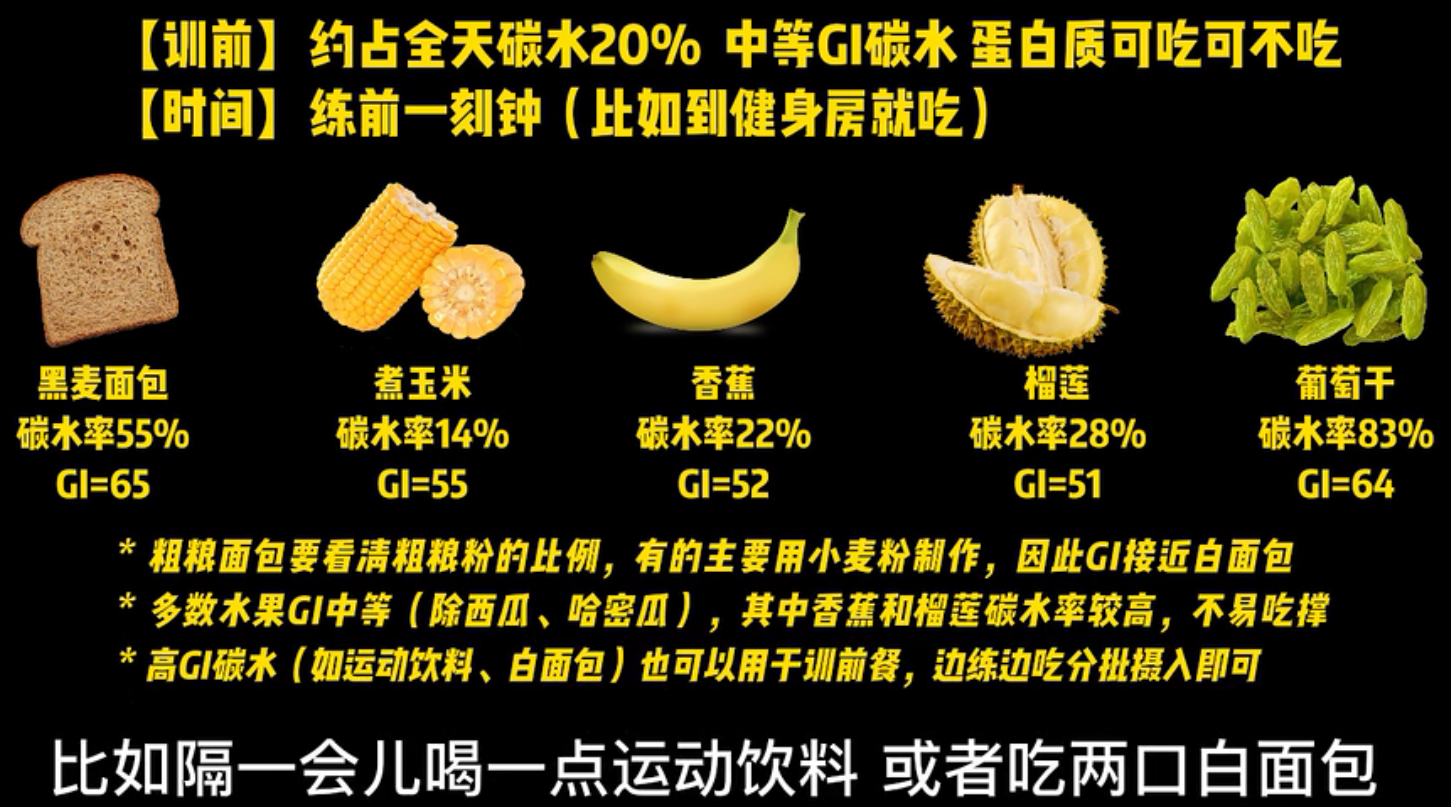 【训前】约占全天碳水20% 中等GI碳水 蛋白质可吃可不吃
【时间】练前一刻钟（比如到健身房就吃）
黑麦面包 煮玉米 香蕉 榴莲 葡萄干
碳水率55% 碳水率14% 碳水率22% 碳水率28% 碳水率83%
GI=65 GI=55 GI=52 GI=51 GI=64
* 粗粮面包要看清粗粮粉的比例，有的主要用小麦粉制作，因此GI接近白面包
* 多数水果GI中等（除西瓜、哈密瓜），其中香蕉和榴莲碳水率较高，不易吃撑
* 高GI碳水（如运动饮料、白面包）也可以用于训前餐，边练边吃分批摄入即可
比如隔一会儿喝一点运动饮料 或者吃两口白面包